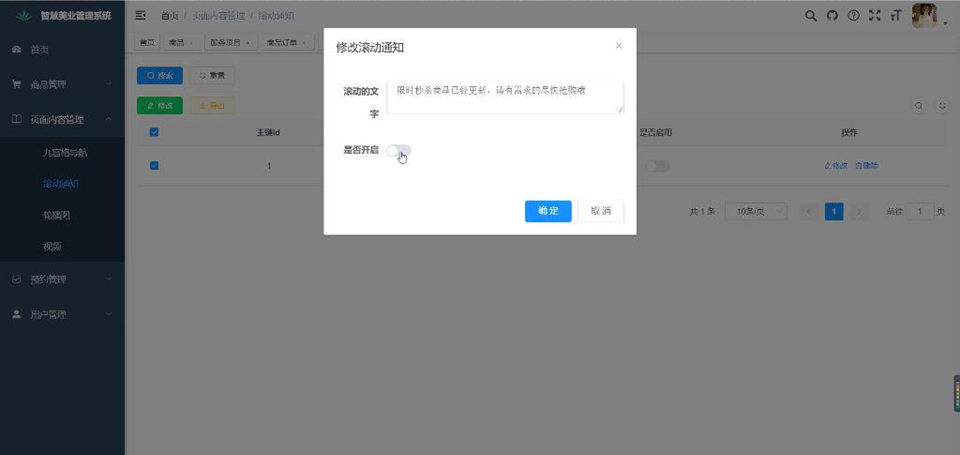 智慧美业管理系统
首页 / 页面内容管理 / 滚动通知
首页
商品
服务项目
商品订单
首页
商品管理
页面内容管理
九宫格导航
滚动通知
轮播图
视频
预约管理
用户管理
搜索
重置
修改
导出
主键id
是否启用
操作
1
修改
删除
共 1 条
10条/页
1
前往
1
页
修改滚动通知
滚动的文字
限时秒杀商品已经更新，请有需求的尽快抢购哦
是否开启
确 定
取 消